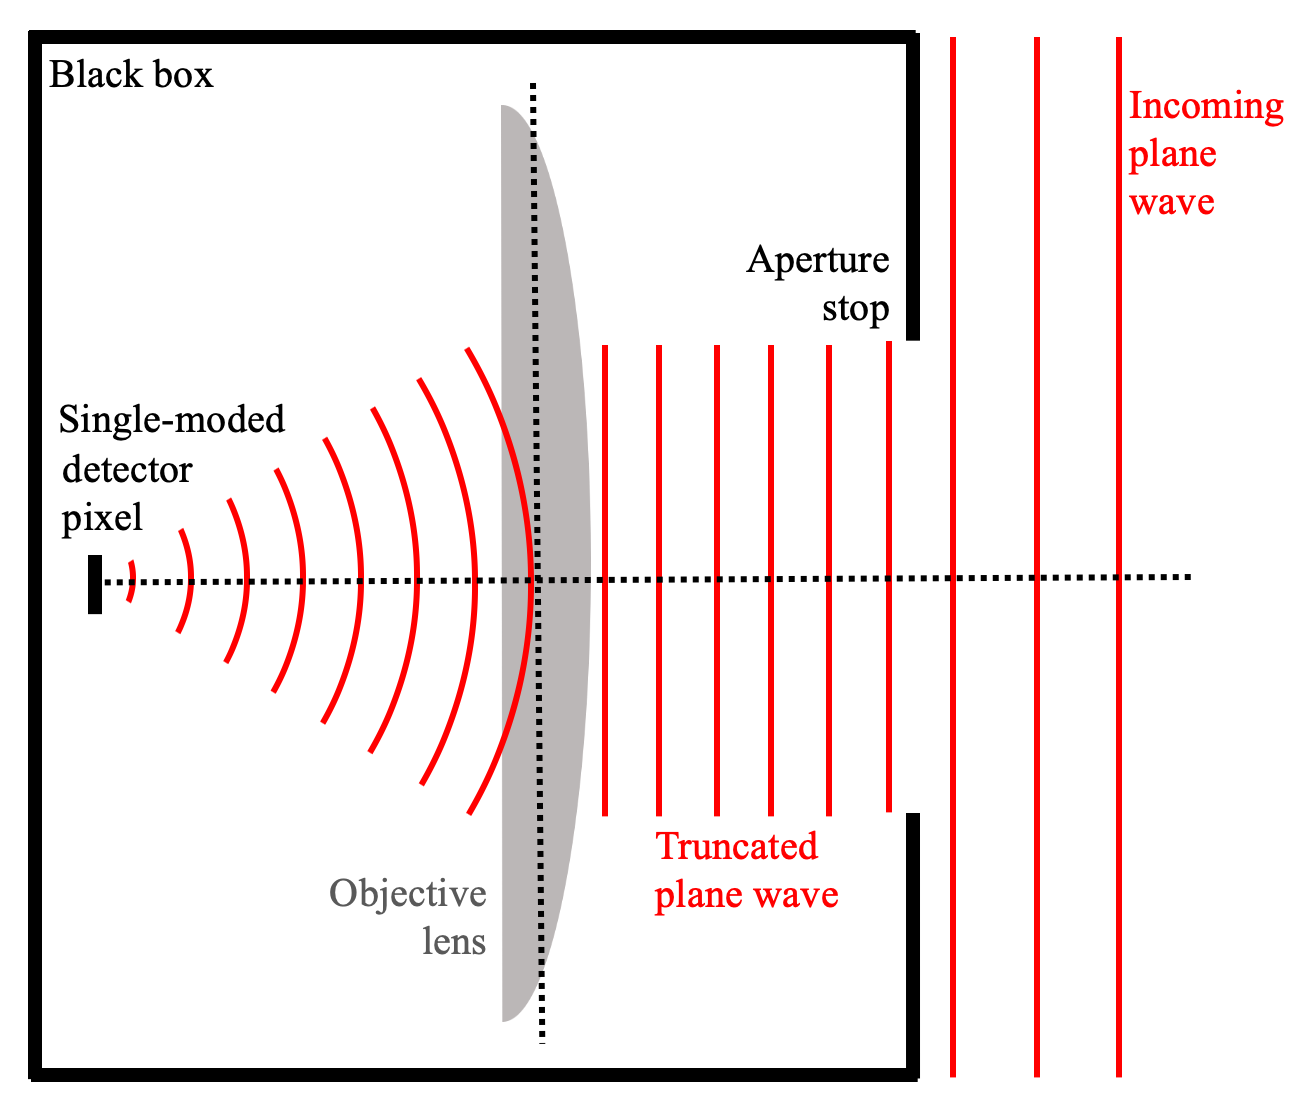 Black box
Incoming
plane
wave
Aperture
stop
Single-moded
detector
pixel
Truncated
plane wave
Objective
lens